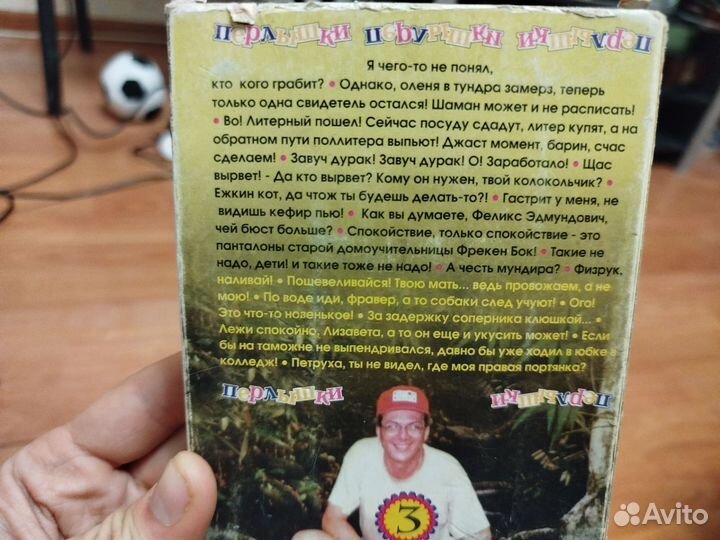 перлышки перчышки перлышки
Я чего-то не понял,
кто кого грабит? • Однако, оленя в тундра замерз, теперь
только одна свидетель остался! Шаман может и не расписать!
• Во! Литерный пошел! Сейчас посуду сдадут, литер купят, а на
обратном пути поллитера выпьют! Джаст момент, барин, счас
сделаем! • Завуч дурак! Завуч дурак! О! Заработало! • Щас
вырвет! - Да кто вырвет? Кому он нужен, твой колокольчик? •
Ежкин кот, да чтож ты будешь делать-то?! • Гастрит у меня, не
видишь кефир пью! • Как вы думаете, Феликс Эдмундович,
чей бюст больше? • Спокойствие, только спокойствие - это
панталоны старой домоучительницы Фрекен Бок! • Такие не
надо, дети! и такие тоже не надо! • А честь мундира? • Физрук,
наливай! • Пошевеливайся! Твою мать... ведь провожаем, а не
мою! • По воде иди, фравер, а то собаки след учуют! • Ого!
Это что-то новенькое! • За задержку соперника клюшкой... •
Лежи спокойно, Лизавета, а то он еще и укусить может! • Если
бы на таможне не выпендривался, давно бы уже ходил в юбке в
колледж! • Петруха, ты не видел, где моя правая портянка?
перлышки перлышки
3
Avito